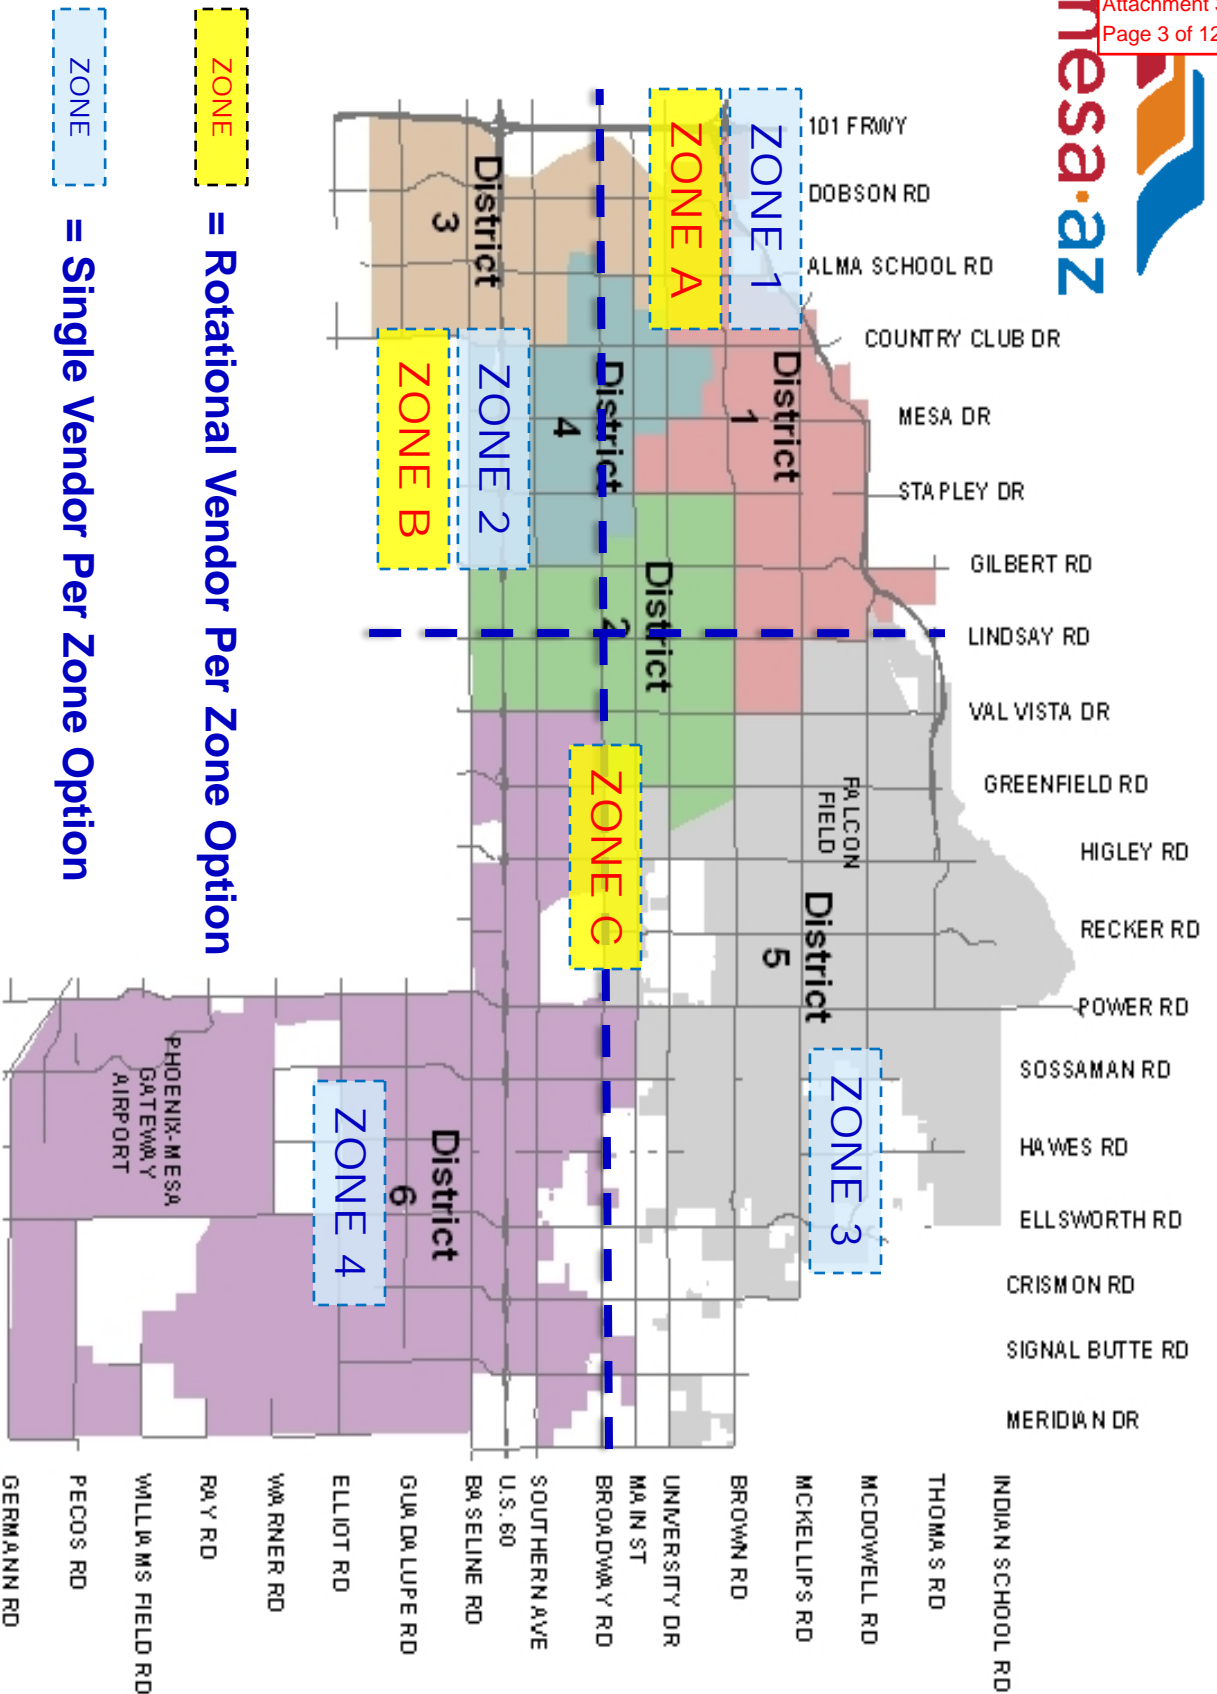 Attachment
Page 3 of 12
mesa·az
101 FRWY
DOBSON RD
ALMA SCHOOL RD
COUNTRY CLUB DR
MESA DR
STAPLEY DR
GILBERT RD
LINDSAY RD
VAL VISTA DR
GREENFIELD RD
HIGLEY RD
RECKER RD
POWER RD
SOSSAMAN RD
HAWES RD
ELLSWORTH RD
CRISMON RD
SIGNAL BUTTE RD
MERIDIAN DR
INDIAN SCHOOL RD
THOMAS RD
MCDOWELL RD
MCKELLIPS RD
BROWN RD
UNIVERSITY DR
MAIN ST
BROADWAY RD
SOUTHERN AVE
U.S. 60
BASELINE RD
GUADALUPE RD
ELLIOT RD
WARNER RD
RAY RD
WILLIAMS FIELD RD
PECOS RD
GERMANN RD
ZONE 1
ZONE A
District
1
District
3
District
4
ZONE 2
ZONE B
District
2
FALCON
FIELD
District
5
ZONE C
ZONE 3
ZONE 4
District
6
PHOENIX-MESA
GATEWAY
AIRPORT
ZONE
= Rotational Vendor Per Zone Option
ZONE
= Single Vendor Per Zone Option